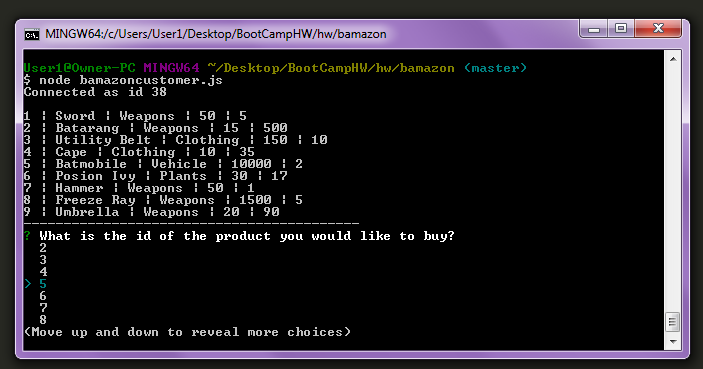 MINGW64:/c/Users/User1/Desktop/BootCampHW/hw/bamazon
User1@Owner-PC MINGW64 ~/Desktop/BootCampHW/hw/bamazon (master)
$ node bamazoncustomer.js
Connected as id 38
1 | Sword | Weapons | 50 | 5
2 | Batarang | Weapons | 15 | 500
3 | Utility Belt | Clothing | 150 | 10
4 | Cape | Clothing | 10 | 35
5 | Batmobile | Vehicle | 10000 | 2
6 | Posion Ivy | Plants | 30 | 17
7 | Hammer | Weapons | 50 | 1
8 | Freeze Ray | Weapons | 1500 | 5
9 | Umbrella | Weapons | 20 | 90
------------------------------------------
? What is the id of the product you would like to buy?
2
3
4
> 5
6
7
8
(Move up and down to reveal more choices)